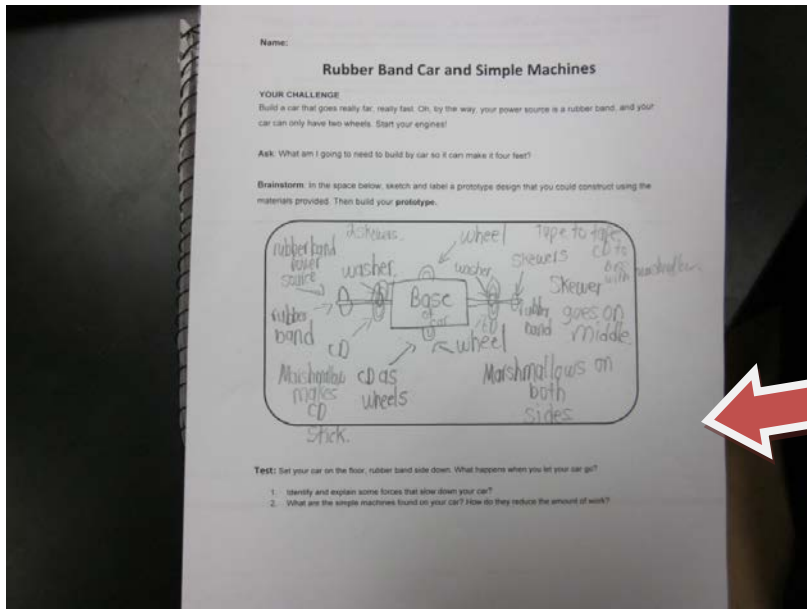 Name:
Rubber Band Car and Simple Machines
YOUR CHALLENGE
Build a car that goes really far, really fast. Oh, by the way, your power source is a rubber band, and your
car can only have two wheels. Start your engines!
Ask: What am I going to need to build by car so it can make it four feet?
Brainstorm: In the space below, sketch and label a prototype design that you could construct using the
materials provided. Then build your prototype.
2 skewers.
rubber band
power
source
washer.
wheel
washer
Skewers
Tape to tape
CD to
with marshmallow
Skewer
goes on
middle.
Base
of
car
rubber
band
CD
CD
wheel
rubber
band
Marshmallow
makes
CD
stick.
CD as
wheels
Marshmallows on
both
sides
Test: Set your car on the floor, rubber band side down. What happens when you let your car go?
1. Identify and explain some forces that slow down your car?
2. What are the simple machines found on your car? How do they reduce the amount of work?